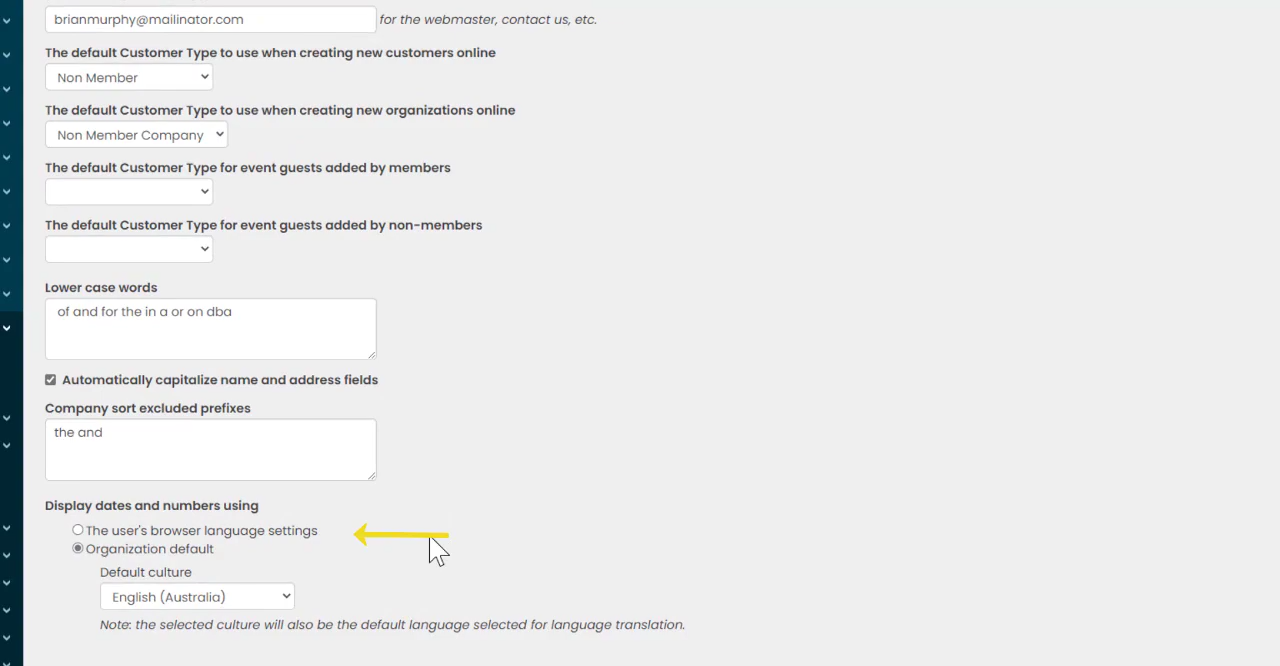 brianmurphy@mailinator.com for the webmaster, contact us, etc.
The default Customer Type to use when creating new customers online
Non Member
The default Customer Type to use when creating new organizations online
Non Member Company
The default Customer Type for event guests added by members
The default Customer Type for event guests added by non-members
Lower case words
of and for the in a or on dba
Automatically capitalize name and address fields
Company sort excluded prefixes
the and
Display dates and numbers using
The user's browser language settings
Organization default
Default culture
English (Australia)
Note: the selected culture will also be the default language selected for language translation.